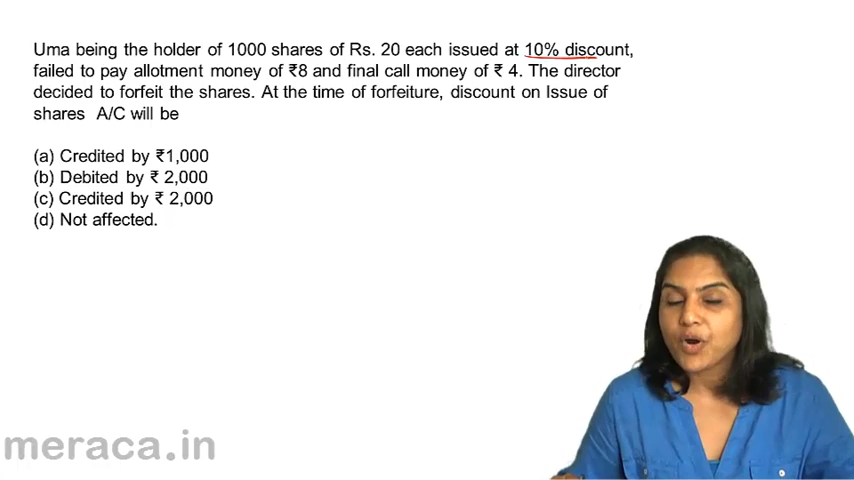 Uma being the holder of 1000 shares of Rs. 20 each issued at 10% discount,
failed to pay allotment money of ₹8 and final call money of ₹ 4. The director
decided to forfeit the shares. At the time of forfeiture, discount on Issue of
shares A/C will be
(a) Credited by ₹1,000
(b) Debited by ₹ 2,000
(c) Credited by ₹ 2,000
(d) Not affected.
meraca.in